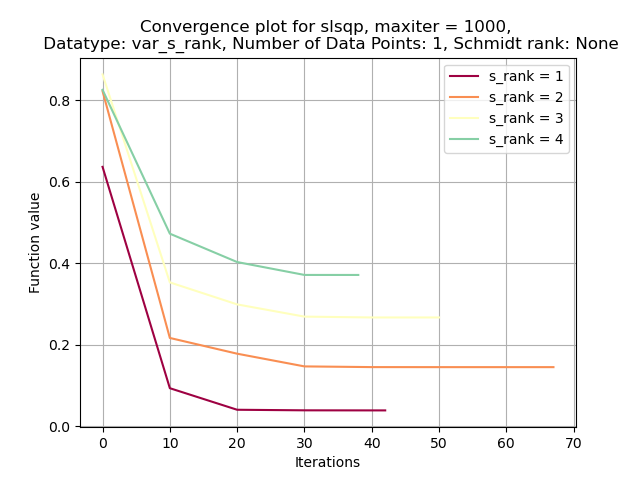 Convergence plot for slsqp, maxiter = 1000,
Datatype: var_s_rank, Number of Data Points: 1, Schmidt rank: None
s_rank = 1
s_rank = 2
s_rank = 3
s_rank = 4
Function value
0.8
0.6
0.4
0.2
0.0
0 10 20 30 40 50 60 70
Iterations